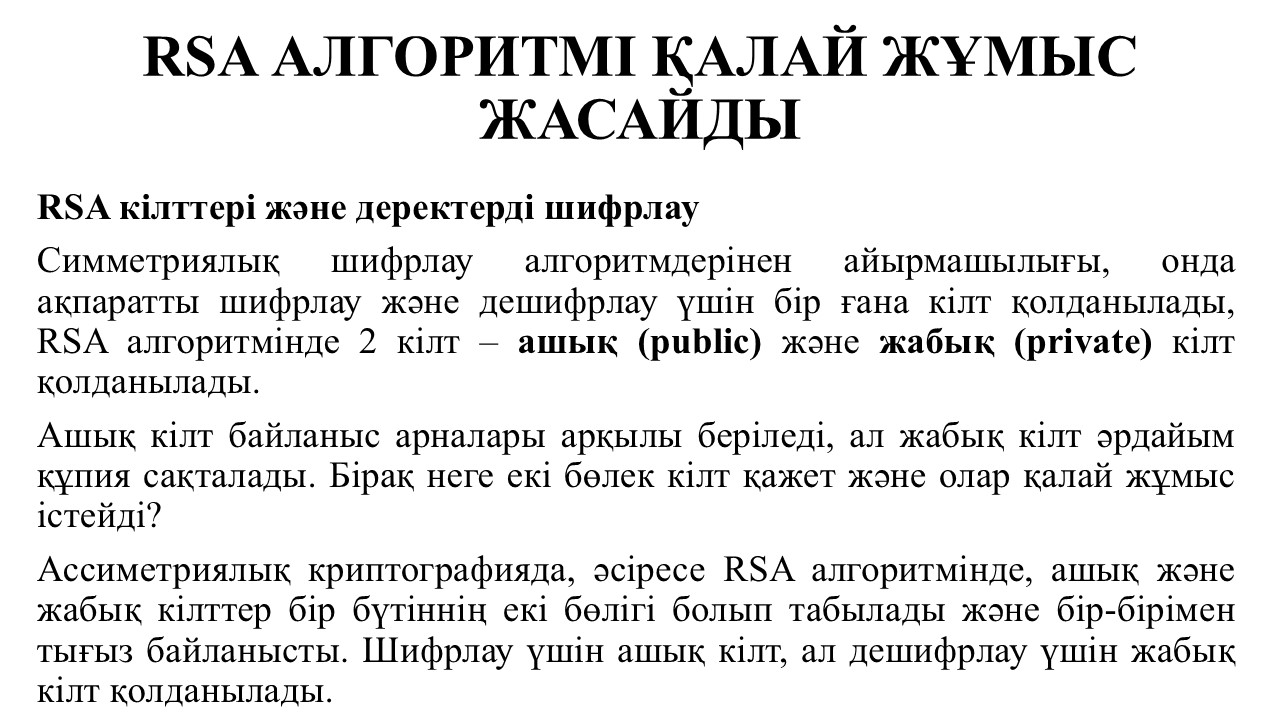 RSA АЛГОРИТМІ ҚАЛАЙ ЖҰМЫС
ЖАСАЙДЫ
RSA кілттері және деректерді шифрлау
Симметриялық шифрлау алгоритмдерінен айырмашылығы, онда
ақпаратты шифрлау және дешифрлау үшін бір ғана кілт қолданылады,
RSA алгоритмінде 2 кілт – ашық (public) және жабық (private) кілт
қолданылады.
Ашық кілт байланыс арналары арқылы беріледі, ал жабық кілт әрдайым
құпия сақталады. Бірақ неге екі бөлек кілт қажет және олар қалай жұмыс
істейді?
Ассиметриялық криптографияда, әсіресе RSA алгоритмінде, ашық және
жабық кілттер бір бүтіннің екі бөлігі болып табылады және бір-бірімен
тығыз байланысты. Шифрлау үшін ашық кілт, ал дешифрлау үшін жабық
кілт қолданылады.